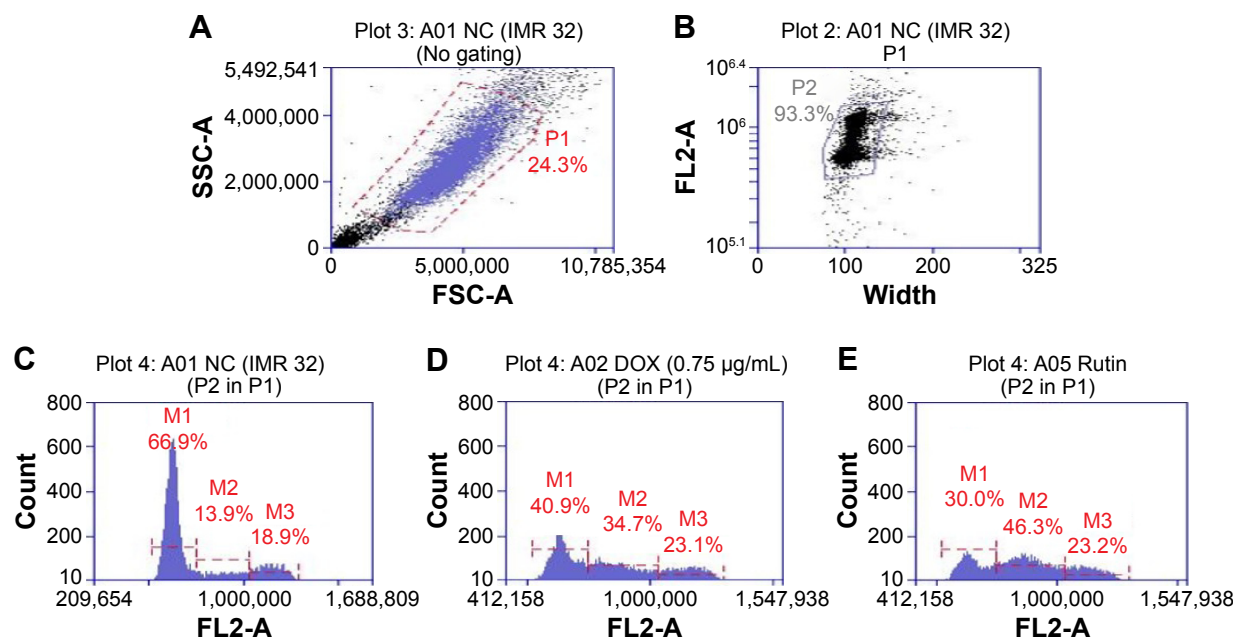 A
Plot 3: A01 NC (IMR 32)
(No gating)
5,492,541
4,000,000
2,000,000
0
SSC-A
P1
24.3%
0
5,000,000
10,785,354
FSC-A
B
Plot 2: A01 NC (IMR 32)
P1
10^6.4
10^6
10^5.1
FL2-A
P2
93.3%
0
100
200
325
Width
C
Plot 4: A01 NC (IMR 32)
(P2 in P1)
800
600
400
200
10
Count
M1
66.9%
M2
13.9%
M3
18.9%
209,654
1,000,000
1,688,809
FL2-A
D
Plot 4: A02 DOX (0.75 µg/mL)
(P2 in P1)
800
600
400
200
10
Count
M1
40.9%
M2
34.7%
M3
23.1%
412,158
1,000,000
1,547,938
FL2-A
E
Plot 4: A05 Rutin
(P2 in P1)
800
600
400
200
10
Count
M1
30.0%
M2
46.3%
M3
23.2%
412,158
1,000,000
1,547,938
FL2-A